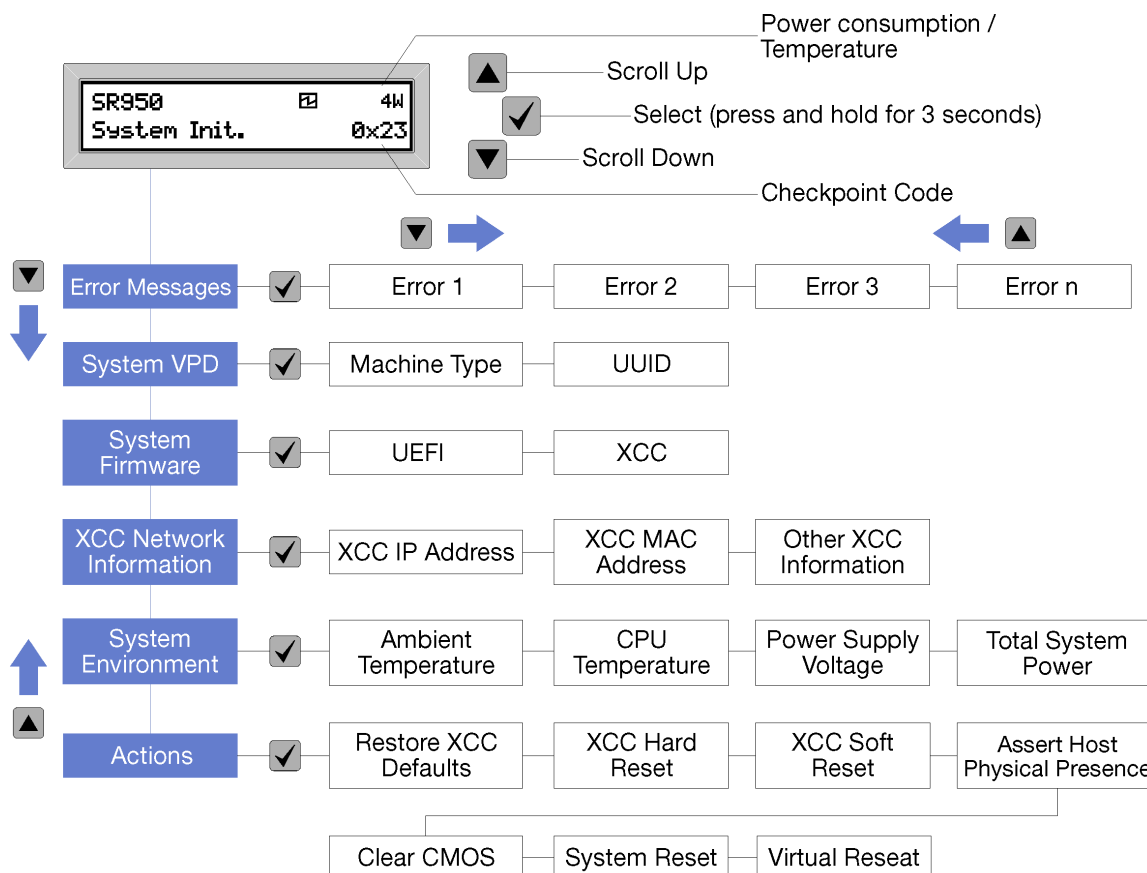 Power consumption /
Temperature
SR950 4W
System Init. 0x23
Scroll Up
Select (press and hold for 3 seconds)
Scroll Down
Checkpoint Code
Error Messages
Error 1
Error 2
Error 3
Error n
System VPD
Machine Type
UUID
System
Firmware
UEFI
XCC
XCC Network
Information
XCC IP Address
XCC MAC
Address
Other XCC
Information
System
Environment
Ambient
Temperature
CPU
Temperature
Power Supply
Voltage
Total System
Power
Actions
Restore XCC
Defaults
XCC Hard
Reset
XCC Soft
Reset
Assert Host
Physical Presence
Clear CMOS
System Reset
Virtual Reseat